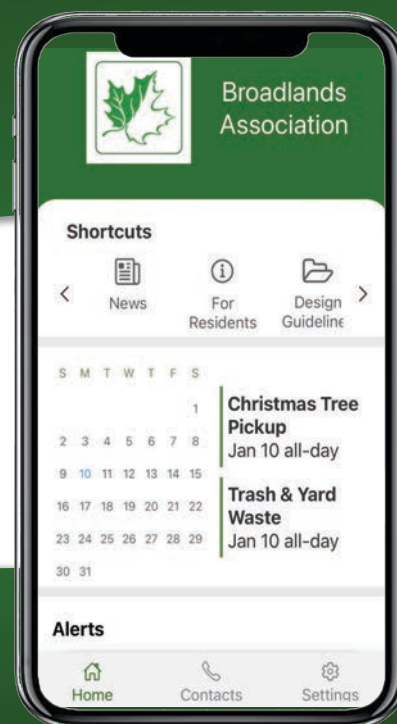 Broadlands
Association
Shortcuts
News
For
Residents
Design
Guideline
S M T W T F S
1
2 3 4 5 6 7 8
9 10 11 12 13 14 15
16 17 18 19 20 21 22
23 24 25 26 27 28 29
30 31
Christmas Tree
Pickup
Jan 10 all-day
Trash & Yard
Waste
Jan 10 all-day
Alerts
Home
Contacts
Settings